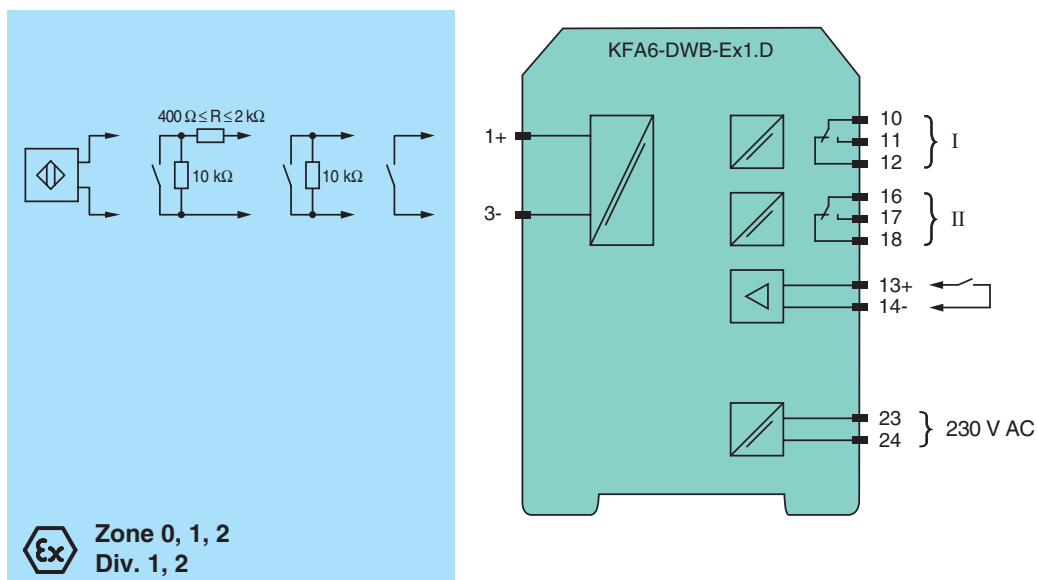 KFA6-DWB-Ex1.D
400 Ω ≤ R ≤ 2 kΩ
10 kΩ
10 kΩ
1+
3-
10
11
12
I
16
17
18
II
13+
14-
23
24
230 V AC
Ex
Zone 0, 1, 2
Div. 1, 2